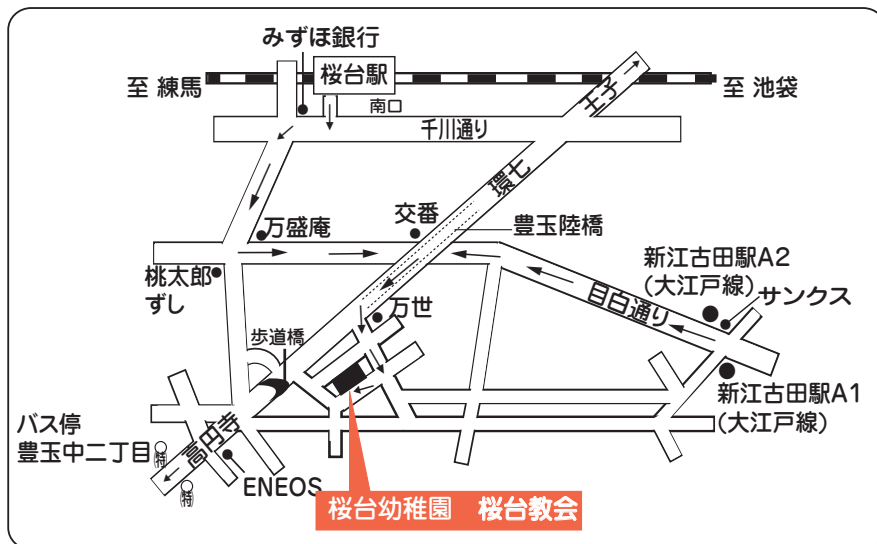 みずほ銀行
至 練馬
桜台駅
至 池袋
南口
王子
千川通り
環七
万盛庵
交番
豊玉陸橋
新江古田駅A2
(大江戸線)
サンクス
桃太郎
ずし
目白通り
万世
歩道橋
新江古田駅A1
(大江戸線)
バス停
豊玉中二丁目
特
高円寺
特
ENEOS
桜台幼稚園 桜台教会